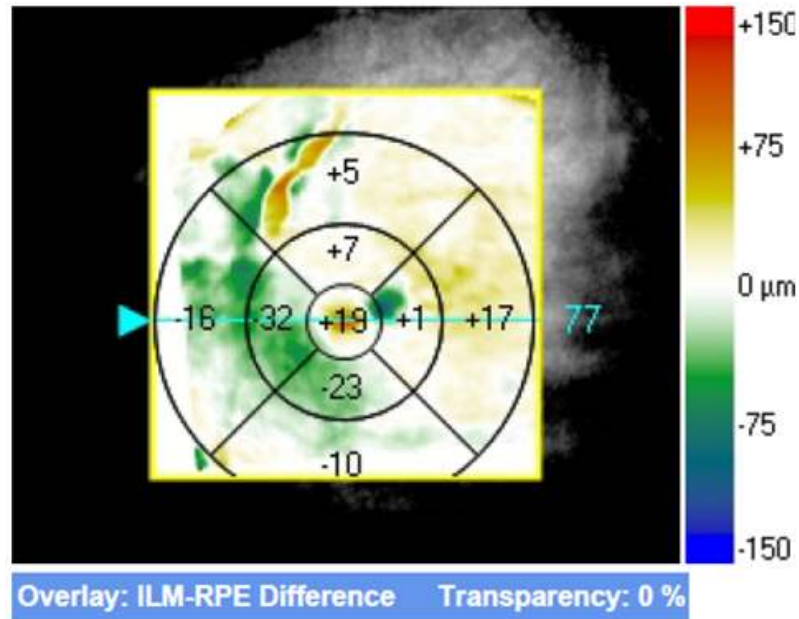 +150
+5
+75
+7
0 µm
-16 -32 +19 +1 +17 77
-23
-75
-10
-150
Overlay: ILM-RPE Difference Transparency: 0 %